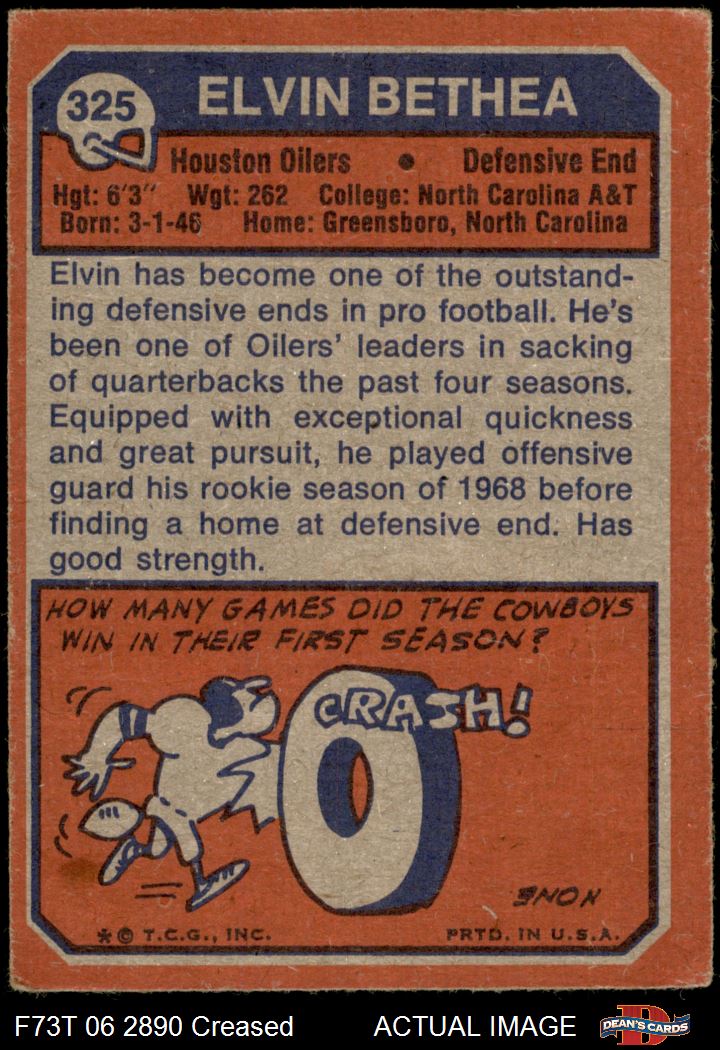 325
ELVIN BETHEA
Houston Oilers • Defensive End
Hgt: 6'3" Wgt: 262 College: North Carolina A&T
Born: 3-1-46 Home: Greensboro, North Carolina
Elvin has become one of the outstand-
ing defensive ends in pro football. He's
been one of Oilers' leaders in sacking
of quarterbacks the past four seasons.
Equipped with exceptional quickness
and great pursuit, he played offensive
guard his rookie season of 1968 before
finding a home at defensive end. Has
good strength.
HOW MANY GAMES DID THE COWBOYS
WIN IN THEIR FIRST SEASON?
CRASH!
0
NONE
*© T.C.G., INC. PRTD. IN U.S.A.
F73T 06 2890 Creased ACTUAL IMAGE
D
DEAN'S CARDS